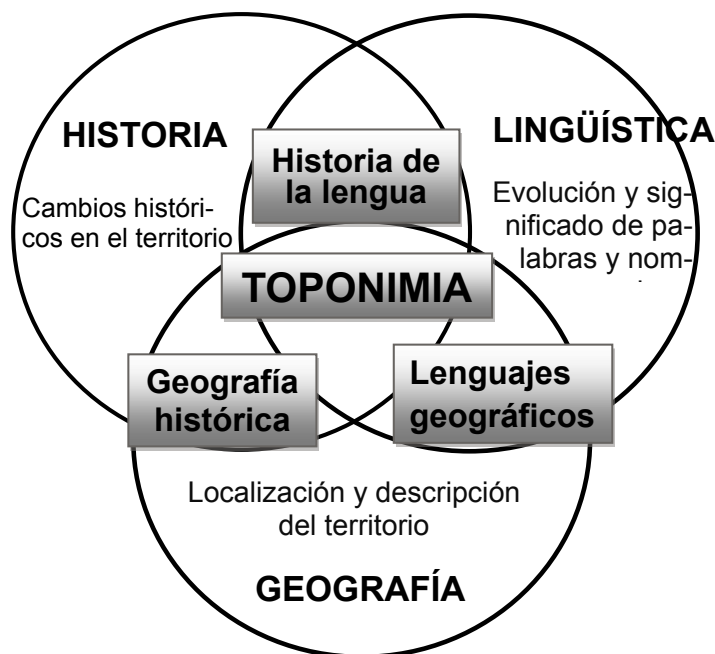 HISTORIA
Cambios históri-
cos en el territorio
Historia de
la lengua
LINGÜÍSTICA
Evolución y sig-
nificado de pa-
labras y nom-
TOPONIMIA
Geografía
histórica
Lenguajes
geográficos
Localización y descripción
del territorio
GEOGRAFÍA